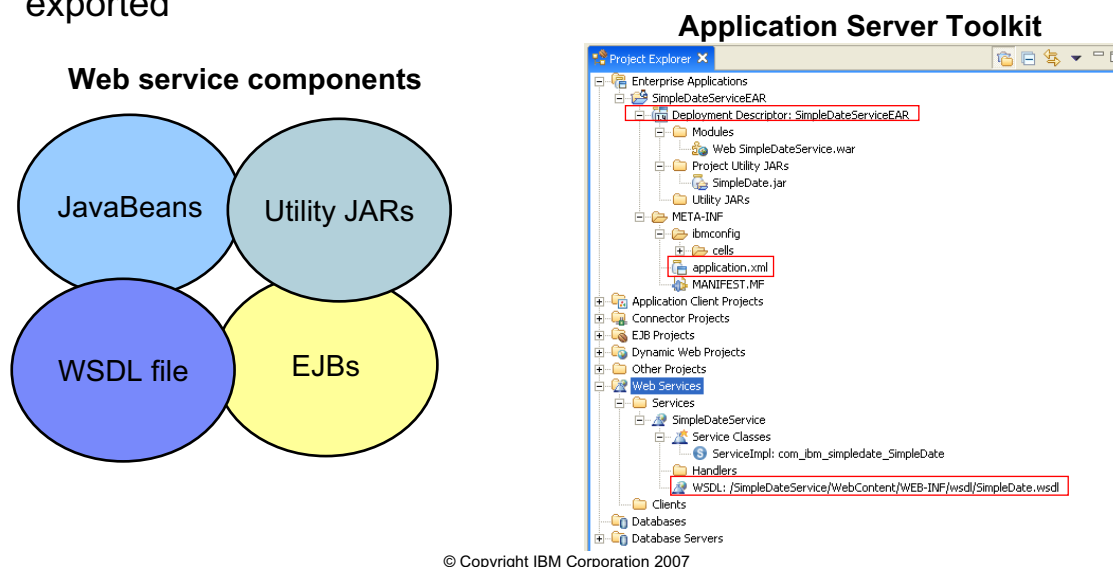 exported
Application Server Toolkit
Web service components
JavaBeans
Utility JARs
WSDL file
EJBs
Project Explorer
Enterprise Applications
SimpleDateServiceEAR
Deployment Descriptor: SimpleDateServiceEAR
Modules
Web SimpleDateService.war
Project Utility JARs
SimpleDate.jar
Utility JARs
META-INF
ibmconfig
cells
application.xml
MANIFEST.MF
Application Client Projects
Connector Projects
EJB Projects
Dynamic Web Projects
Other Projects
Web Services
Services
SimpleDateService
Service Classes
ServiceImpl: com_ibm_simpledate_SimpleDate
Handlers
WSDL: /SimpleDateService/WebContent/WEB-INF/wsdl/SimpleDate.wsdl
Clients
Databases
Database Servers
© Copyright IBM Corporation 2007